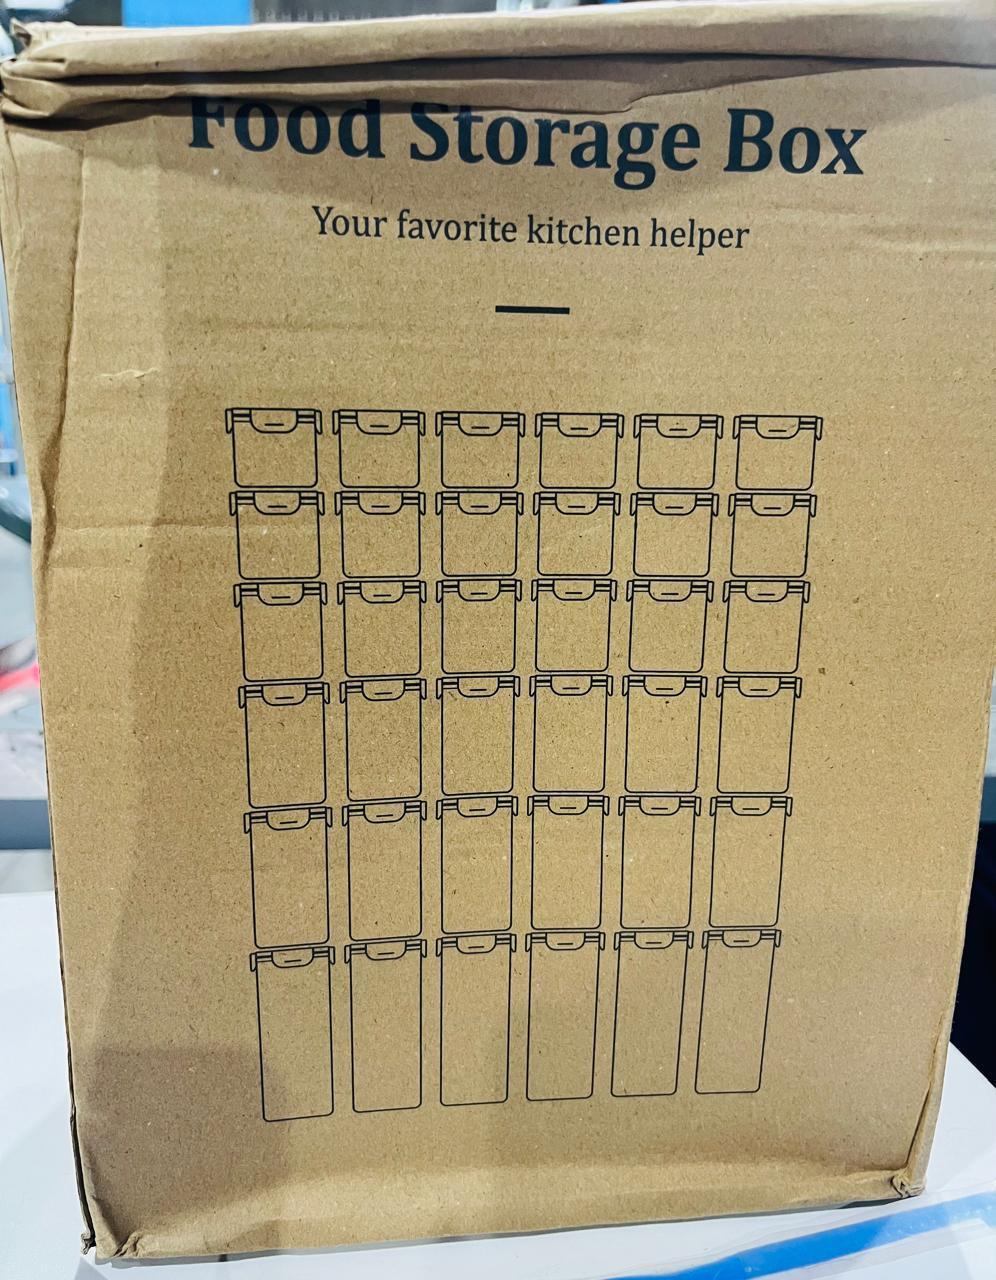 Food Storage Box
Your favorite kitchen helper